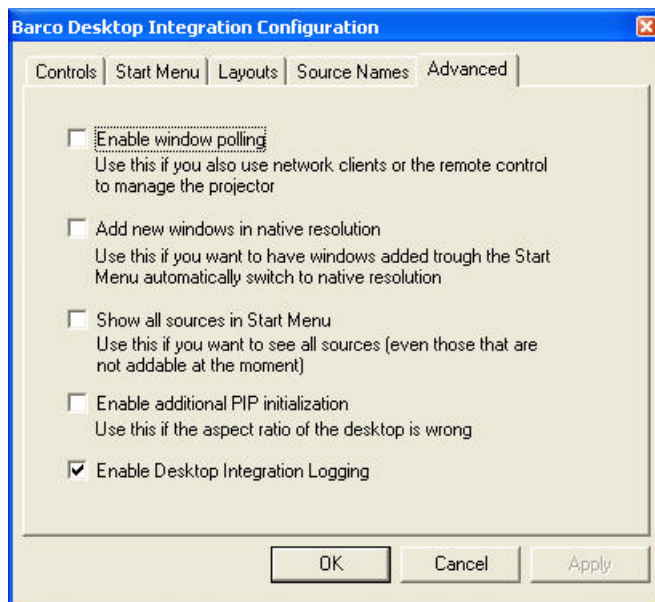 Barco Desktop Integration Configuration
Controls
Start Menu
Layouts
Source Names
Advanced
Enable window polling
Use this if you also use network clients or the remote control
to manage the projector
Add new windows in native resolution
Use this if you want to have windows added trough the Start
Menu automatically switch to native resolution
Show all sources in Start Menu
Use this if you want to see all sources (even those that are
not addable at the moment)
Enable additional PIP initialization
Use this if the aspect ratio of the desktop is wrong
Enable Desktop Integration Logging
OK
Cancel
Apply